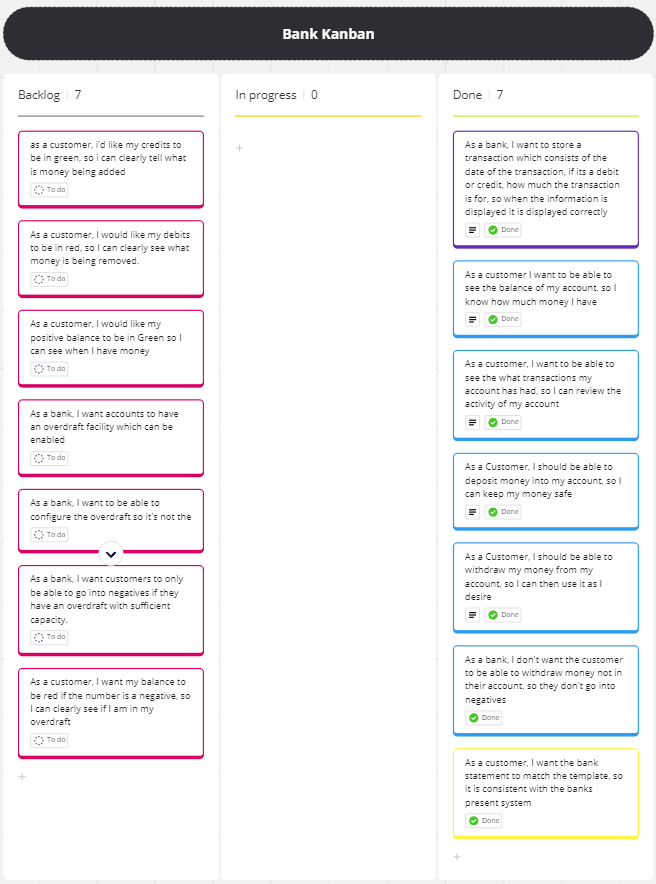 Bank Kanban
Backlog | 7
as a customer, i'd like my credits to
be in green, so i can clearly tell what
is money being added
To do
As a customer, I would like my debits
to be in red, so I can clearly see what
money is being removed.
To do
As a customer, I would like my
positive balance to be in Green so I
can see when I have money
To do
As a bank, I want accounts to have
an overdraft facility which can be
enabled
To do
As a bank, I want to be able to
configure the overdraft so it's not the
To do
As a bank, I want customers to only
be able to go into negatives if they
have an overdraft with sufficient
capacity.
To do
As a customer, I want my balance to
be red if the number is a negative, so
I can clearly see if I am in my
overdraft
To do
+
In progress | 0
+
Done | 7
As a bank, I want to store a
transaction which consists of the
date of the transaction, if its a debit
or credit, how much the transaction
is for, so when the information is
displayed it is displayed correctly
Done
As a customer I want to be able to
see the balance of my account, so I
know how much money I have
Done
As a customer, I want to be able to
see the what transactions my
account has had, so I can review the
activity of my account
Done
As a Customer, I should be able to
deposit money into my account, so I
can keep my money safe
Done
As a Customer, I should be able to
withdraw my money from my
account, so I can then use it as I
desire
Done
As a bank, I don't want the customer
to be able to withdraw money not in
their account, so they don't go into
negatives
Done
As a customer, I want the bank
statement to match the template, so
it is consistent with the banks
present system
Done
+